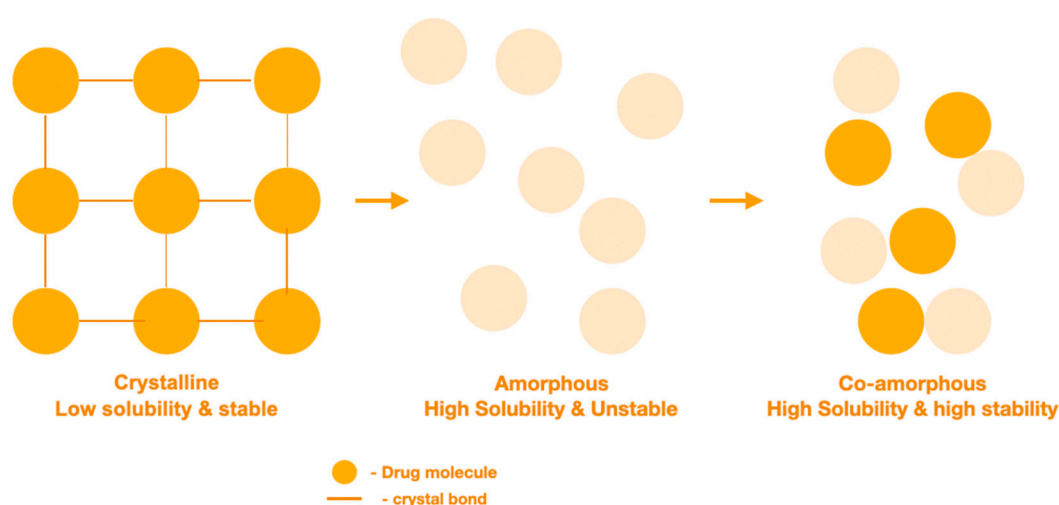 Crystalline
Low solubility & stable
Amorphous
High Solubility & Unstable
Co-amorphous
High Solubility & high stability
- Drug molecule
- crystal bond